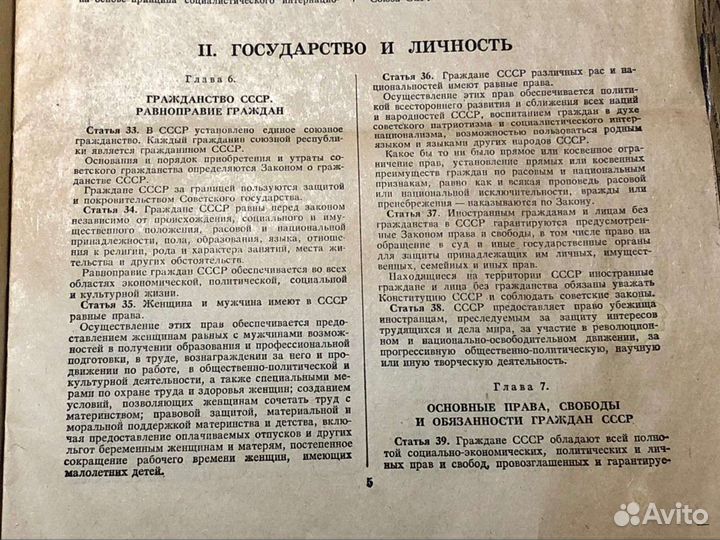 на основе принципа социалистического интернацио-
II. ГОСУДАРСТВО И ЛИЧНОСТЬ
Глава 6.
ГРАЖДАНСТВО СССР.
РАВНОПРАВИЕ ГРАЖДАН
Статья 33. В СССР установлено единое союзное
гражданство. Каждый гражданин союзной республи-
ки является гражданином СССР.
Основания и порядок приобретения и утраты со-
ветского гражданства определяются Законом о граж-
данстве СССР.
Граждане СССР за границей пользуются защитой
и покровительством Советского государства.
Статья 34. Граждане СССР равны перед законом
независимо от происхождения, социального и иму-
щественного положения, расовой и национальной
принадлежности, пола, образования, языка, отноше-
ния к религии, рода и характера занятий, места жи-
тельства и других обстоятельств.
Равноправие граждан СССР обеспечивается во всех
областях экономической, политической, социальной
и культурной жизни.
Статья 35. Женщина и мужчина имеют в СССР
равные права.
Осуществление этих прав обеспечивается предо-
ставлением женщинам равных с мужчинами возмож-
ностей в получении образования и профессиональной
подготовки, в труде, вознаграждении за него и про-
движении по работе, в общественно-политической и
культурной деятельности, а также специальными ме-
рами по охране труда и здоровья женщин; созданием
условий, позволяющих женщинам сочетать труд с
материнством; правовой защитой, материальной и
моральной поддержкой материнства и детства, вклю-
чая предоставление оплачиваемых отпусков и других
льгот беременным женщинам и матерям, постепенное
сокращение рабочего времени женщин, имеющих
малолетних детей.
Статья 36. Граждане СССР различных рас и на-
циональностей имеют равные права.
Осуществление этих прав обеспечивается полити-
кой всестороннего развития и сближения всех наций
и народностей СССР, воспитанием граждан в духе
советского патриотизма и социалистического интер-
национализма, возможностью пользоваться родным
языком и языками других народов СССР.
Какое бы то ни было прямое или косвенное огра-
ничение прав, установление прямых или косвенных
преимуществ граждан по расовым и национальным
признакам, равно как и всякая проповедь расовой
или национальной исключительности, вражды или
пренебрежения — наказываются по Закону.
Статья 37. Иностранным гражданам и лицам без
гражданства в СССР гарантируются предусмотрен-
ные Законом права и свободы, в том числе право на
обращение в суд и иные государственные органы
для защиты принадлежащих им личных, имущест-
венных, семейных и иных прав.
Находящиеся на территории СССР иностранные
граждане и лица без гражданства обязаны уважать
Конституцию СССР и соблюдать советские законы.
Статья 38. СССР предоставляет право убежища
иностранцам, преследуемым за защиту интересов
трудящихся и дела мира, за участие в революцион-
ном и национально-освободительном движении, за
прогрессивную общественно-политическую, научную
или иную творческую деятельность.
Глава 7.
ОСНОВНЫЕ ПРАВА, СВОБОДЫ
И ОБЯЗАННОСТИ ГРАЖДАН СССР
Статья 39. Граждане СССР обладают всей полно-
той социально-экономических, политических и лич-
ных прав и свобод, провозглашенных и гарантируе-
5
Avito